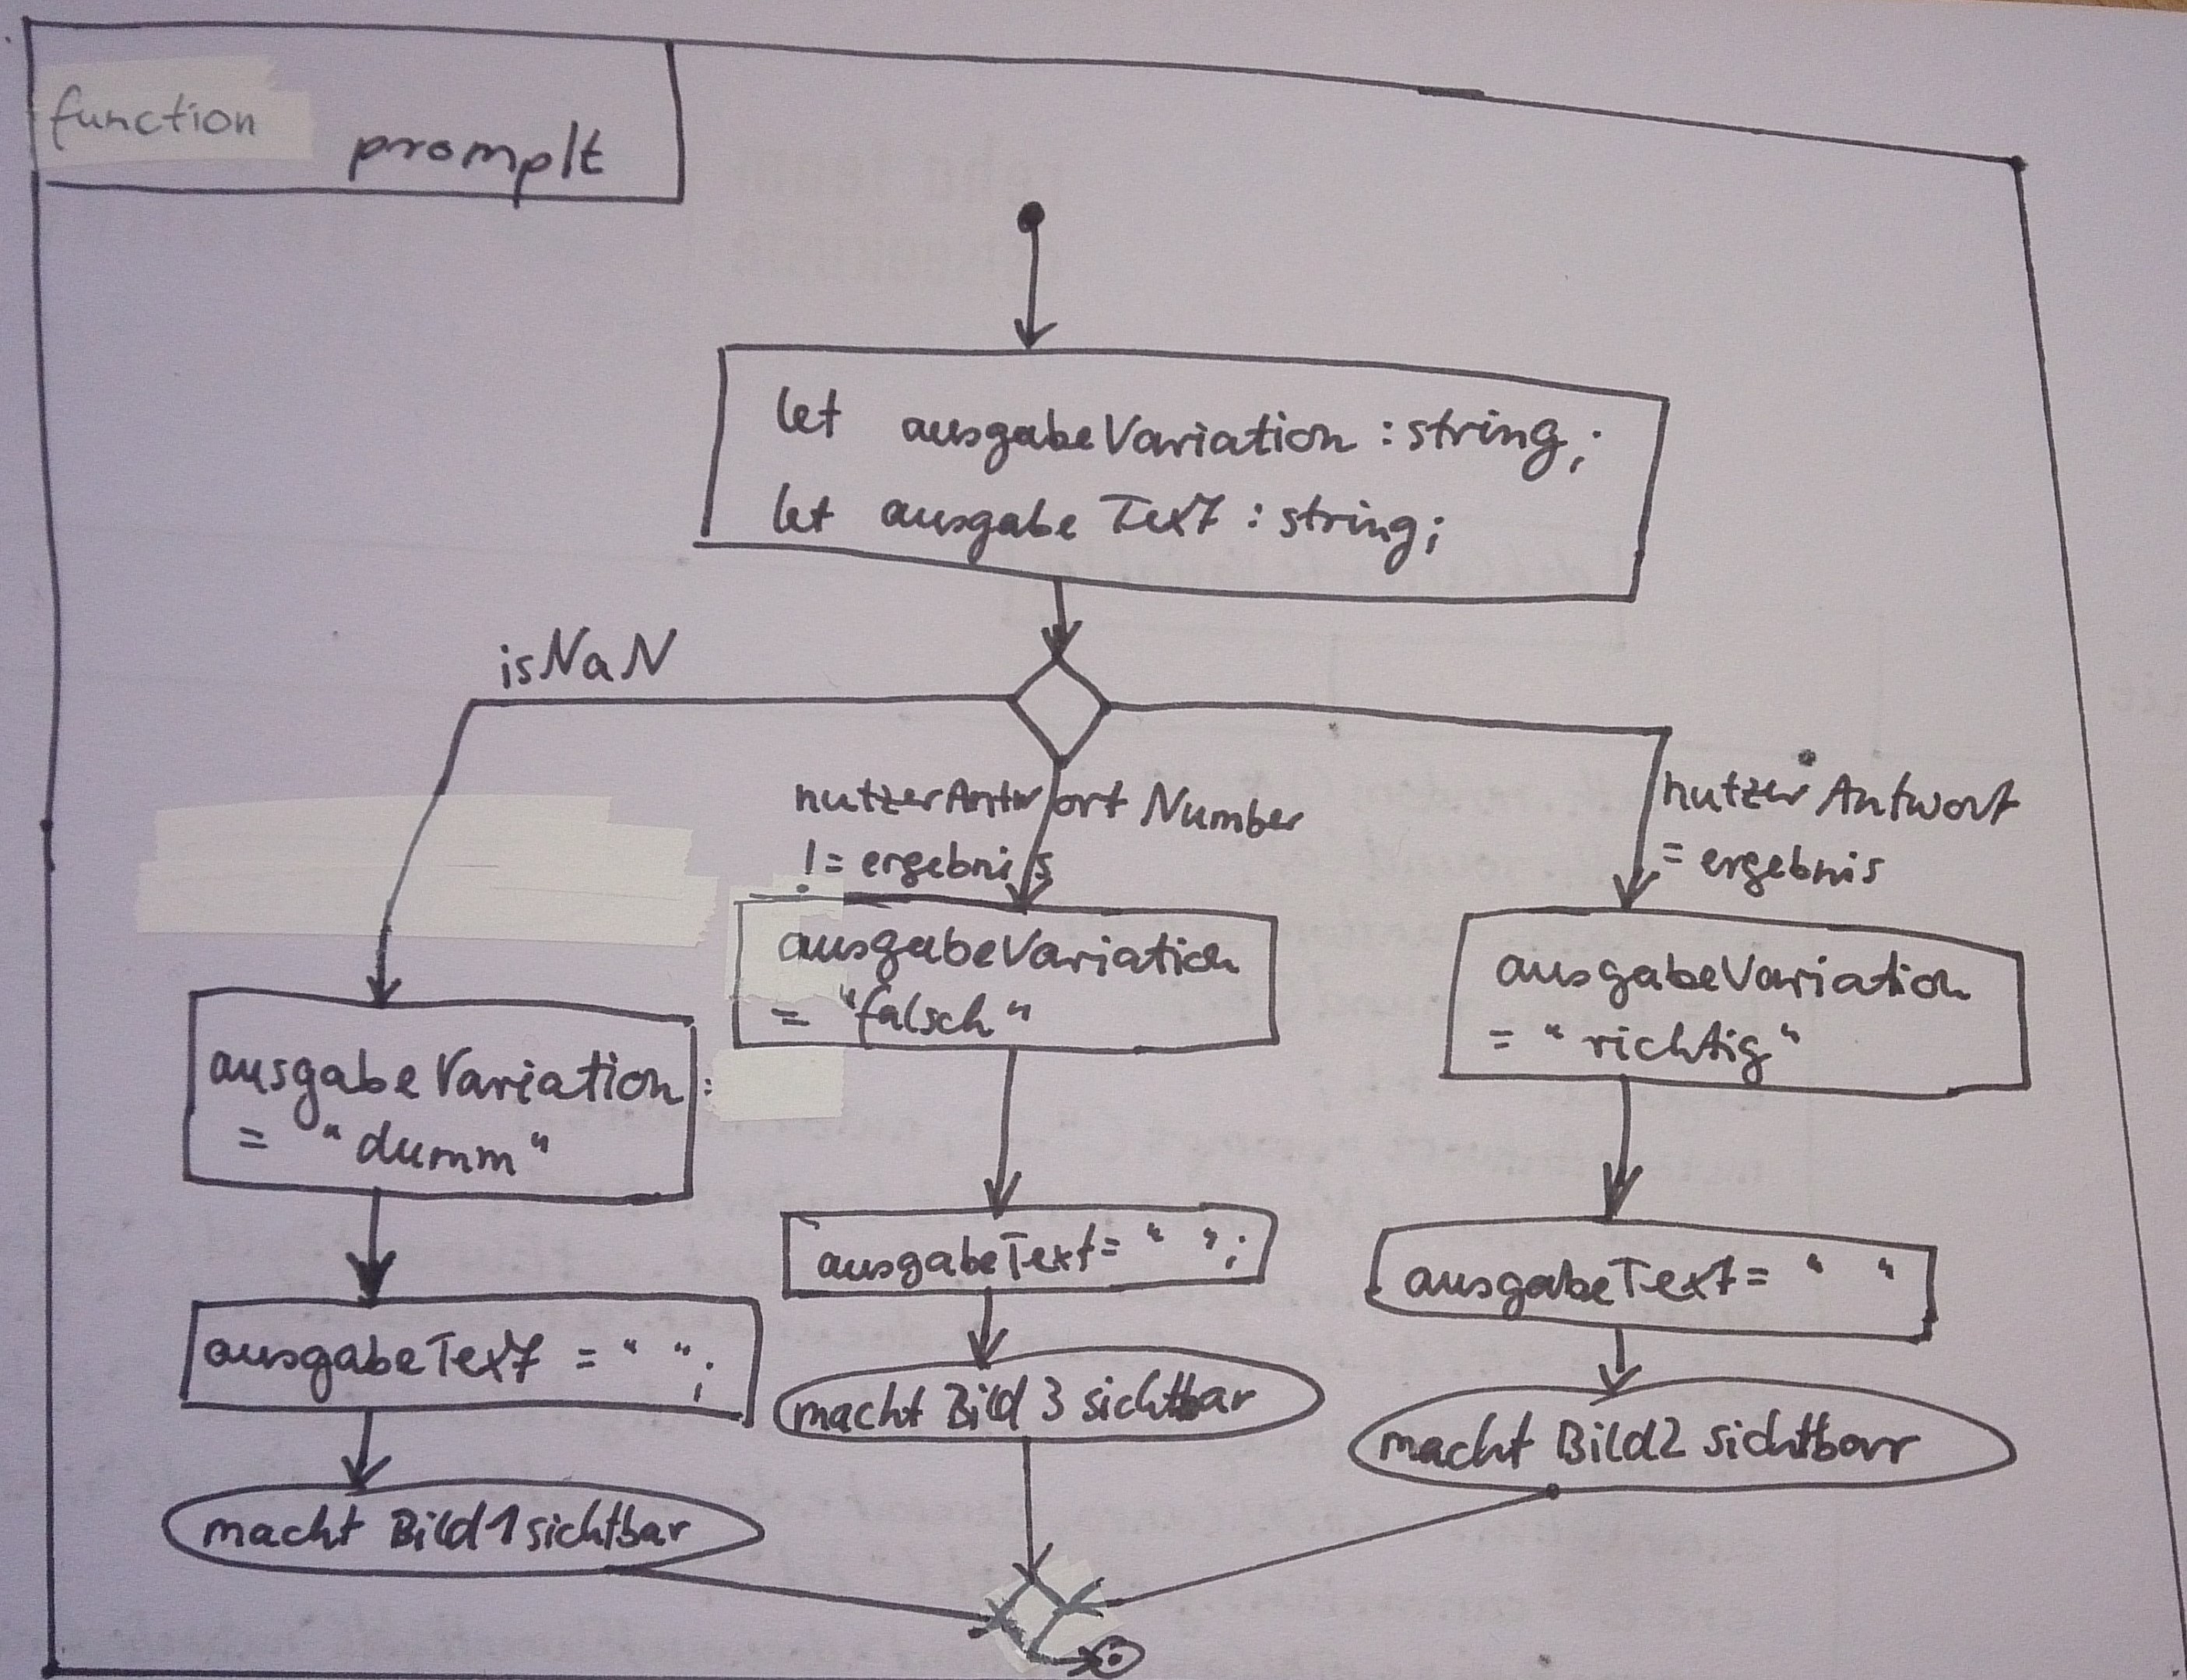 function promplt
let ausgabeVariation : string;
let ausgabeText : string;
isNaN
nutzerAntwort Number
!= ergebnis
nutzerAntwort
= ergebnis
ausgabeVariation
= "dumm"
ausgabeText = " ";
macht Bild1 sichtbar
ausgabeVariation
= "falsch"
ausgabeText = " ";
macht Bild 3 sichtbar
ausgabeVariation
= "richtig"
ausgabeText = " "
macht Bild2 sichtbar